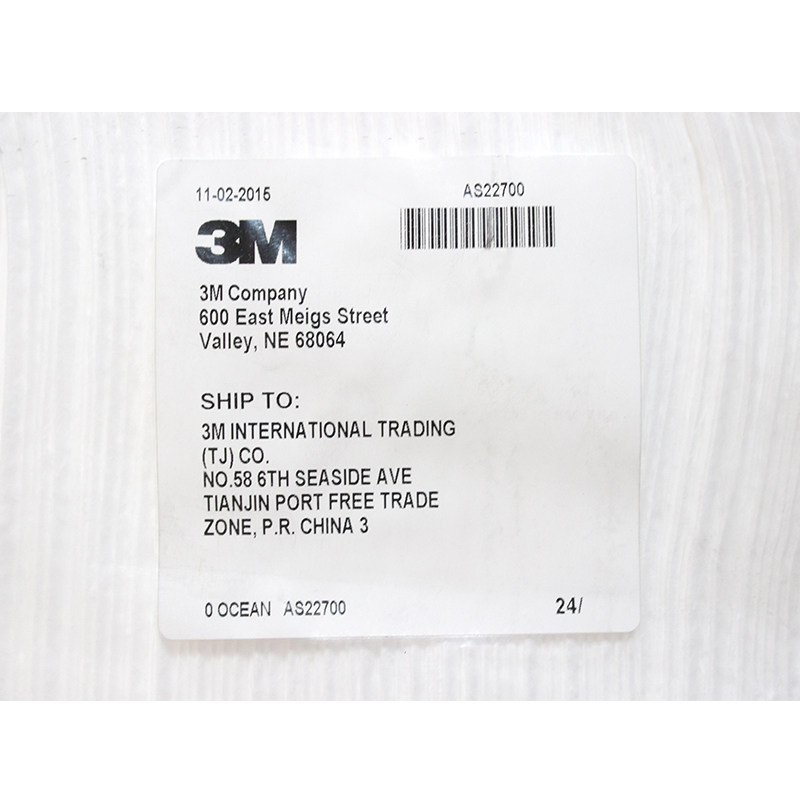 11-02-2015 AS22700
3M
3M Company
600 East Meigs Street
Valley, NE 68064
SHIP TO:
3M INTERNATIONAL TRADING
(TJ) CO.
NO.58 6TH SEASIDE AVE
TIANJIN PORT FREE TRADE
ZONE, P.R. CHINA 3
0 OCEAN AS22700 24/